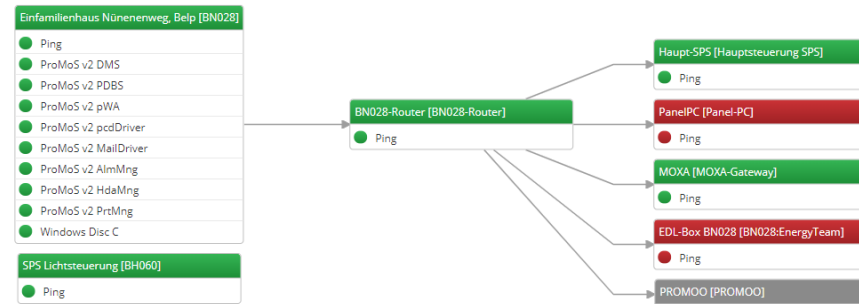 Einfamilienhaus Nünenenweg, Belp [BN028]
Ping
ProMoS v2 DMS
ProMoS v2 PDBS
ProMoS v2 pWA
ProMoS v2 pcdDriver
ProMoS v2 MailDriver
ProMoS v2 AlmMng
ProMoS v2 HdaMng
ProMoS v2 PrtMng
Windows Disc C
SPS Lichtsteuerung [BH060]
Ping
BN028-Router [BN028-Router]
Ping
Haupt-SPS [Hauptsteuerung SPS]
Ping
PanelPC [Panel-PC]
Ping
MOXA [MOXA-Gateway]
Ping
EDL-Box BN028 [BN028:EnergyTeam]
Ping
PROMOO [PROMOO]